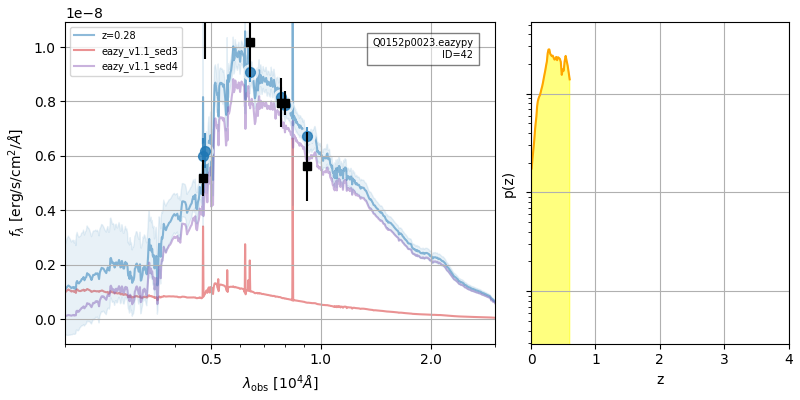 1e−8
z=0.28
eazy_v1.1_sed3
eazy_v1.1_sed4
Q0152p0023.eazypy
ID=42
1.0
0.8
0.6
0.4
0.2
0.0
fλ [erg/s/cm²/Å]
0.5
1.0
2.0
λobs [10⁴Å]
p(z)
0
1
2
3
4
z